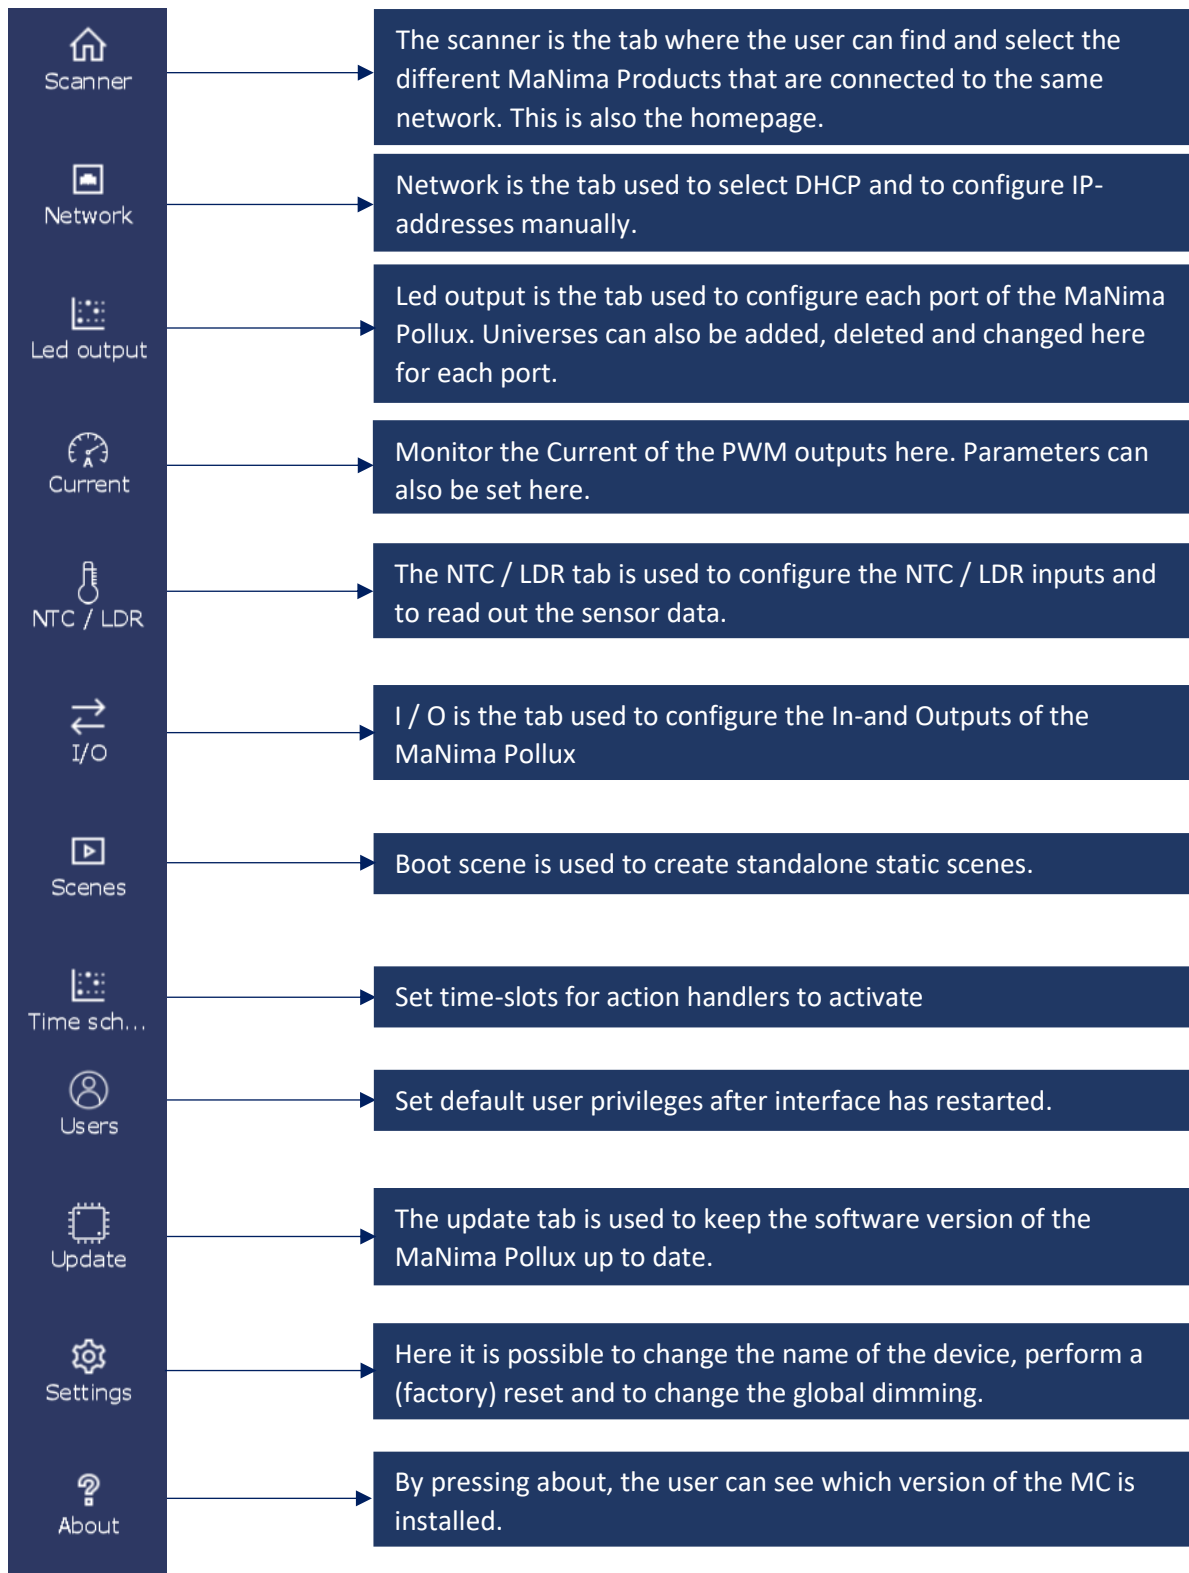 Scanner
The scanner is the tab where the user can find and select the
different MaNima Products that are connected to the same
network. This is also the homepage.
Network
Network is the tab used to select DHCP and to configure IP-
addresses manually.
Led output
Led output is the tab used to configure each port of the MaNima
Pollux. Universes can also be added, deleted and changed here
for each port.
A
Current
Monitor the Current of the PWM outputs here. Parameters can
also be set here.
NTC / LDR
The NTC / LDR tab is used to configure the NTC / LDR inputs and
to read out the sensor data.
I/O
I / O is the tab used to configure the In-and Outputs of the
MaNima Pollux
Scenes
Boot scene is used to create standalone static scenes.
Time sch...
Set time-slots for action handlers to activate
Users
Set default user privileges after interface has restarted.
Update
The update tab is used to keep the software version of the
MaNima Pollux up to date.
Settings
Here it is possible to change the name of the device, perform a
(factory) reset and to change the global dimming.
?
About
By pressing about, the user can see which version of the MC is
installed.